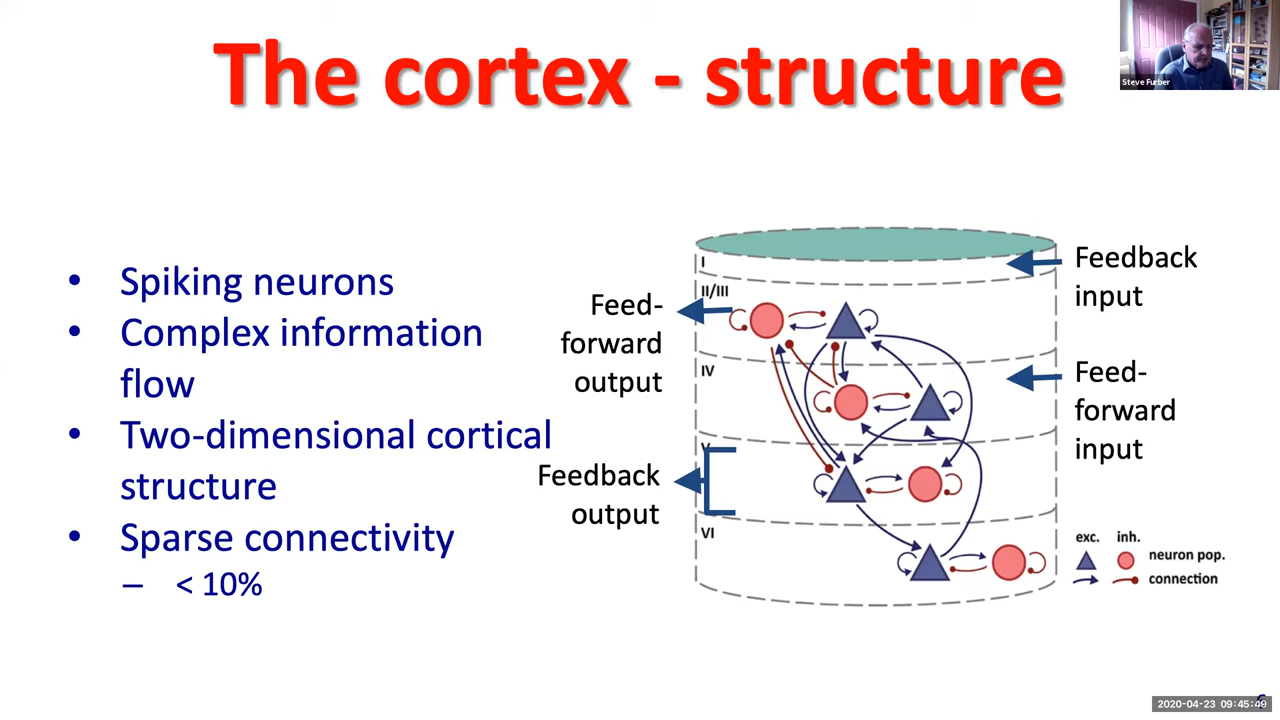 The cortex - structure
Steve Furber
• Spiking neurons
• Complex information
flow
• Two-dimensional cortical
structure
• Sparse connectivity
– < 10%
Feed-
forward
output
Feedback
output
I
II/III
IV
V
VI
Feedback
input
Feed-
forward
input
exc. inh.
neuron pop.
connection
6
2020-04-23 09:45:49